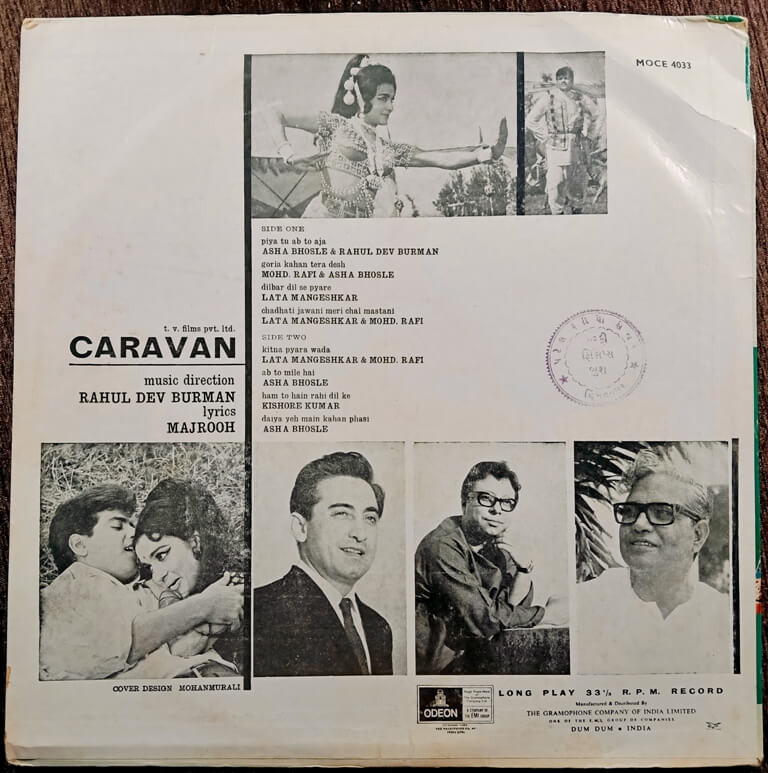 MOCE 4033
SIDE ONE
piya tu ab to aja
ASHA BHOSLE & RAHUL DEV BURMAN
goria kahan tera desh
MOHD. RAFI & ASHA BHOSLE
dilbar dil se pyare
LATA MANGESHKAR
chadhati jawani meri chal mastani
LATA MANGESHKAR & MOHD. RAFI
SIDE TWO
kitna pyara wada
LATA MANGESHKAR & MOHD. RAFI
ab to mile hai
ASHA BHOSLE
ham to hain rahi dil ke
KISHORE KUMAR
daiya yeh main kahan phasi
ASHA BHOSLE
t. v. films pvt. ltd.
CARAVAN
music direction
RAHUL DEV BURMAN
lyrics
MAJROOH
COVER DESIGN MOHANMURALI
ODEON
A COMPANY OF
THE EMI GROUP
LONG PLAY 33⅓ R.P.M. RECORD
Manufactured & Distributed By
THE GRAMOPHONE COMPANY OF INDIA LIMITED
ONE OF THE E.M.I. GROUP OF COMPANIES
DUM DUM • INDIA